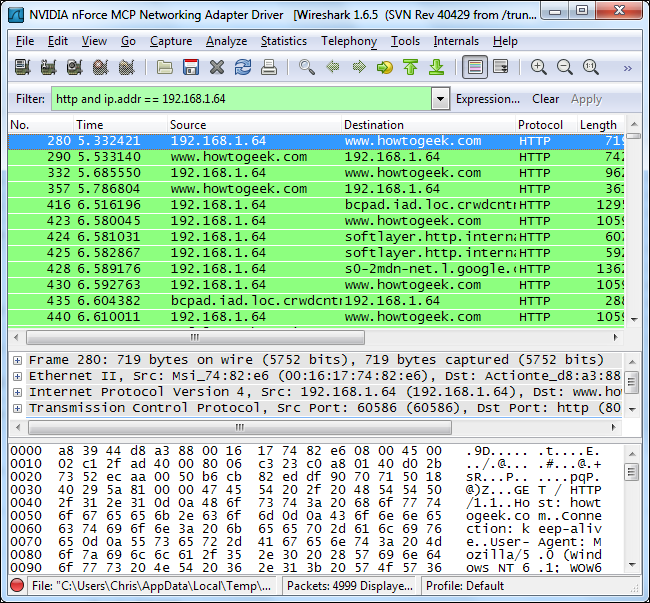 NVIDIA nForce MCP Networking Adapter Driver [Wireshark 1.6.5 (SVN Rev 40429 from /trun...
File Edit View Go Capture Analyze Statistics Telephony Tools Internals Help
Filter: http and ip.addr == 192.168.1.64 Expression... Clear Apply
No. Time Source Destination Protocol Length
280 5.332421 192.168.1.64 www.howtogeek.com HTTP 719
290 5.533140 www.howtogeek.com 192.168.1.64 HTTP 742
332 5.685550 192.168.1.64 www.howtogeek.com HTTP 962
357 5.786804 www.howtogeek.com 192.168.1.64 HTTP 361
416 6.516196 192.168.1.64 bcpad.iad.loc.crwdcntr HTTP 1295
423 6.580045 192.168.1.64 www.howtogeek.com HTTP 1059
424 6.581031 192.168.1.64 softlayer.http.interna HTTP 607
425 6.582867 192.168.1.64 softlayer.http.interna HTTP 592
428 6.589176 192.168.1.64 s0-2mdn-net.l.google.c HTTP 1362
430 6.592763 192.168.1.64 www.howtogeek.com HTTP 1059
435 6.604382 bcpad.iad.loc.crwdcntr 192.168.1.64 HTTP 288
440 6.610011 192.168.1.64 www.howtogeek.com HTTP 1059
Frame 280: 719 bytes on wire (5752 bits), 719 bytes captured (5752 bits)
Ethernet II, Src: Msi_74:82:e6 (00:16:17:74:82:e6), Dst: Actionte_d8:a3:88
Internet Protocol Version 4, Src: 192.168.1.64 (192.168.1.64), Dst: www.ho
Transmission Control Protocol, Src Port: 60586 (60586), Dst Port: http (80
0000 a8 39 44 d8 a3 88 00 16 17 74 82 e6 08 00 45 00 .9D..... .t....E.
0010 02 c1 2f ad 40 00 80 06 c3 23 c0 a8 01 40 d0 2b ../.@... .#...@.+
0020 73 52 ec aa 00 50 b6 cb 82 ed df 90 70 71 50 18 sR...P.. ....pqP.
0030 40 29 5a 81 00 00 47 45 54 20 2f 20 48 54 54 50 @)Z...GE T / HTTP
0040 2f 31 2e 31 0d 0a 48 6f 73 74 3a 20 68 6f 77 74 /1.1..Ho st: howt
0050 6f 67 65 65 6b 2e 63 6f 6d 0d 0a 43 6f 6e 6e 65 ogeek.co m..Conne
0060 63 74 69 6f 6e 3a 20 6b 65 65 70 2d 61 6c 69 76 ction: k eep-aliv
0070 65 0d 0a 55 73 65 72 2d 41 67 65 6e 74 3a 20 4d e..User- Agent: M
0080 6f 7a 69 6c 6c 61 2f 35 2e 30 20 28 57 69 6e 64 ozilla/5 .0 (Wind
0090 6f 77 73 20 4e 54 20 36 2e 31 3b 20 57 4f 57 36 ows NT 6 .1; WOW6
File: "C:\Users\Chris\AppData\Local\Temp\... Packets: 4999 Displaye... Profile: Default